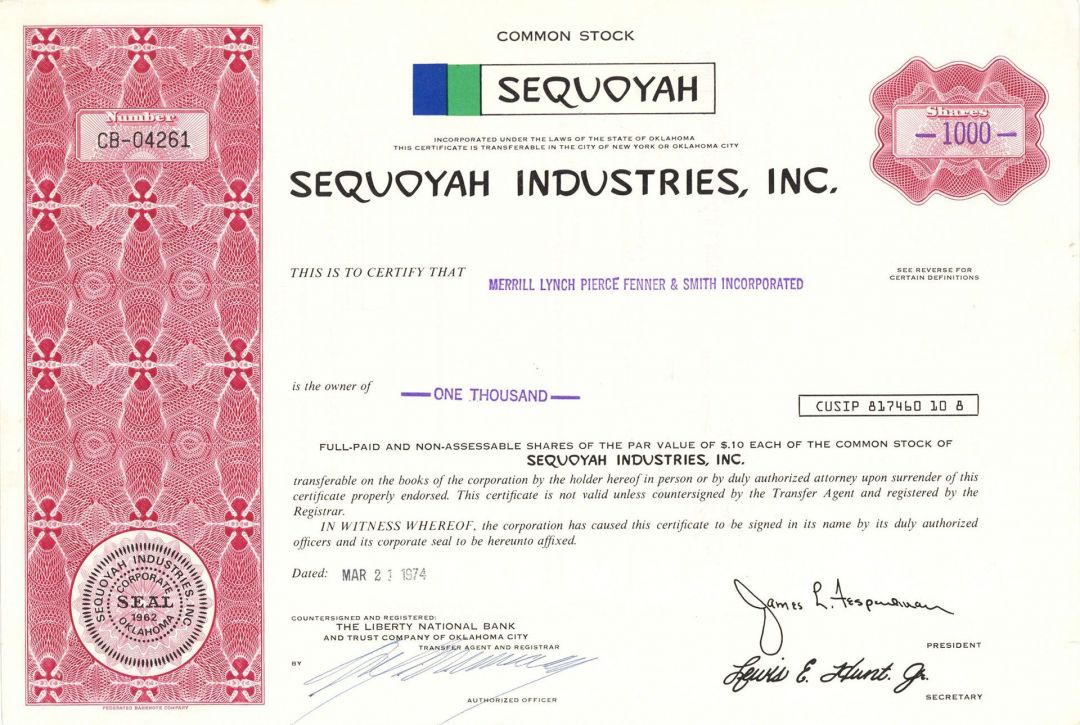 COMMON STOCK
SEQUOYAH
Number
CB-04261
Shares
—1000—
INCORPORATED UNDER THE LAWS OF THE STATE OF OKLAHOMA
THIS CERTIFICATE IS TRANSFERABLE IN THE CITY OF NEW YORK OR OKLAHOMA CITY
SEQUOYAH INDUSTRIES, INC.
THIS IS TO CERTIFY THAT
MERRILL LYNCH PIERCE FENNER & SMITH INCORPORATED
SEE REVERSE FOR
CERTAIN DEFINITIONS
is the owner of
—ONE THOUSAND—
CUSIP 817460 10 8
FULL-PAID AND NON-ASSESSABLE SHARES OF THE PAR VALUE OF $.10 EACH OF THE COMMON STOCK OF
SEQUOYAH INDUSTRIES, INC.
transferable on the books of the corporation by the holder hereof in person or by duly authorized attorney upon surrender of this
certificate properly endorsed. This certificate is not valid unless countersigned by the Transfer Agent and registered by the
Registrar.
IN WITNESS WHEREOF, the corporation has caused this certificate to be signed in its name by its duly authorized
officers and its corporate seal to be hereunto affixed.
Dated: MAR 21 1974
SEQUOYAH INDUSTRIES, INC.
CORPORATE
SEAL
1962
OKLAHOMA
COUNTERSIGNED AND REGISTERED:
THE LIBERTY NATIONAL BANK
AND TRUST COMPANY OF OKLAHOMA CITY
TRANSFER AGENT AND REGISTRAR
BY
AUTHORIZED OFFICER
James L.
PRESIDENT
Lewis E. Hunt. Jr.
SECRETARY
FEDERATED BANKNOTE COMPANY